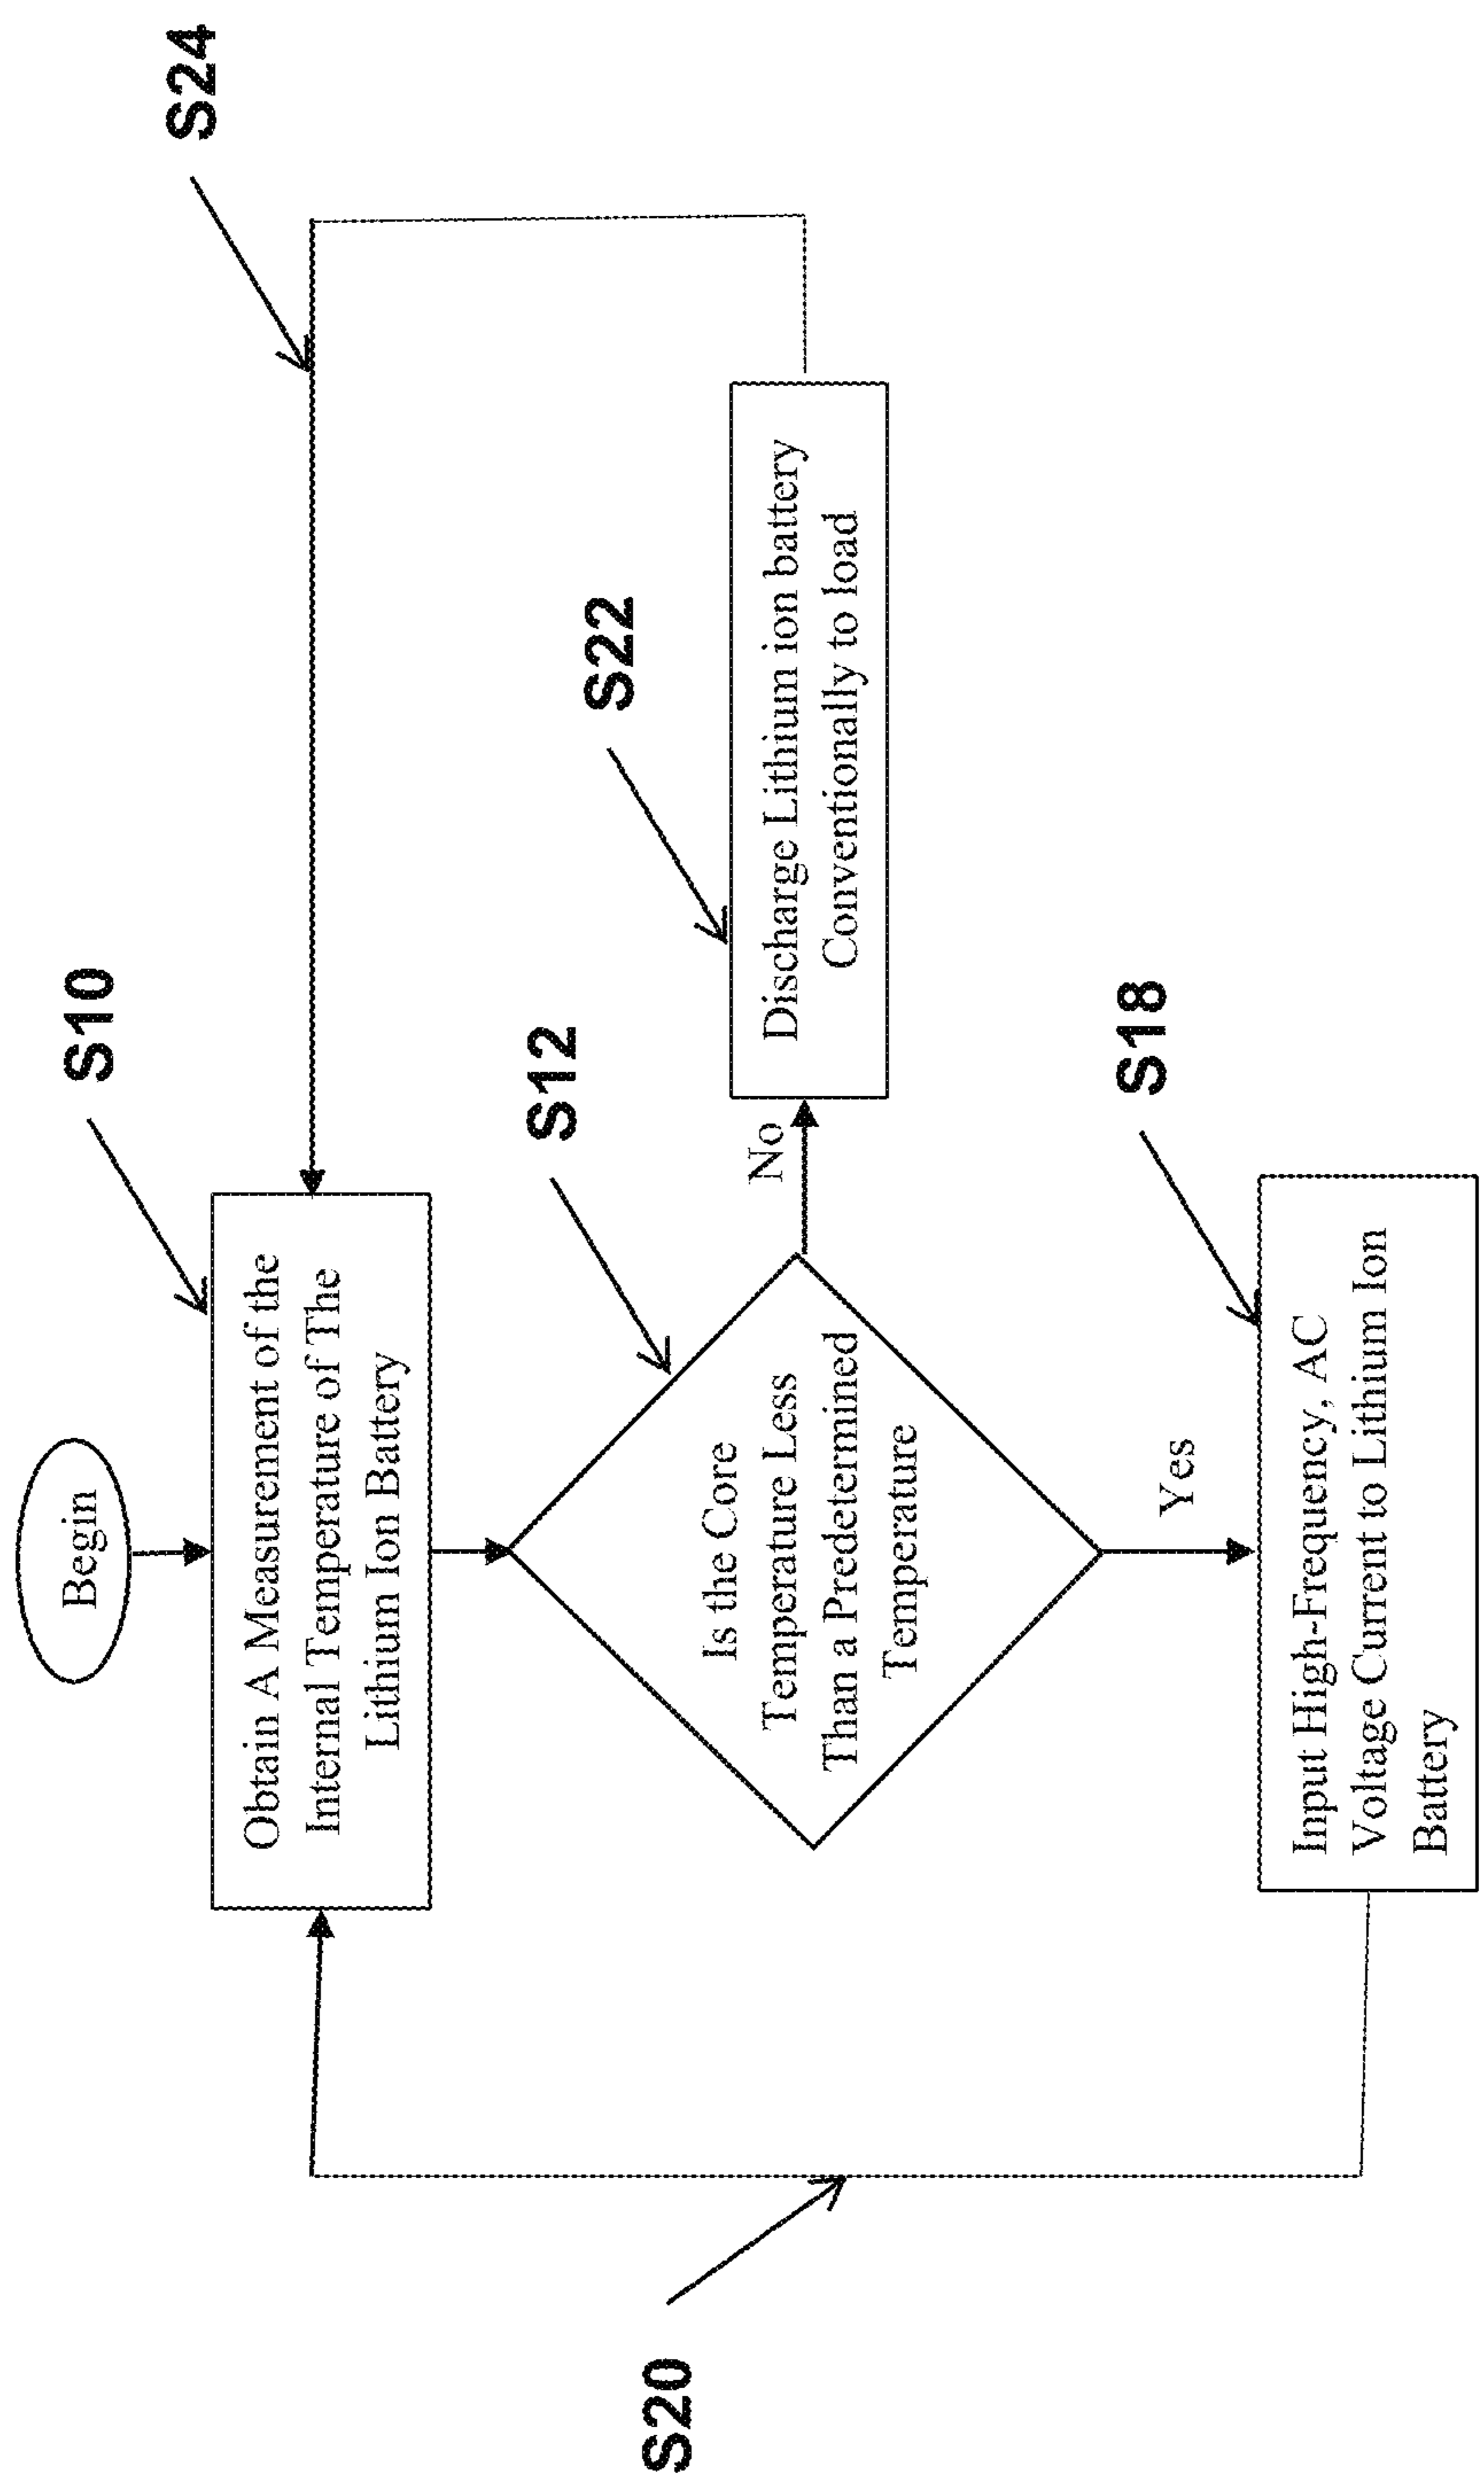 Begin
S10
Obtain A Measurement of the
Internal Temperature of The
Lithium Ion Battery
S24
S12
Is the Core
Temperature Less
Than a Predetermined
Temperature
No
S22
Discharge Lithium ion battery
Conventionally to load
S20
Yes
S18
Input High-Frequency, AC
Voltage Current to Lithium Ion
Battery